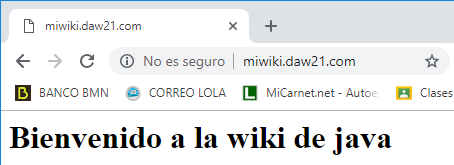 miwiki.daw21.com
No es seguro miwiki.daw21.com
BANCO BMN CORREO LOLA MiCarnet.net - Autoe Clases
Bienvenido a la wiki de java